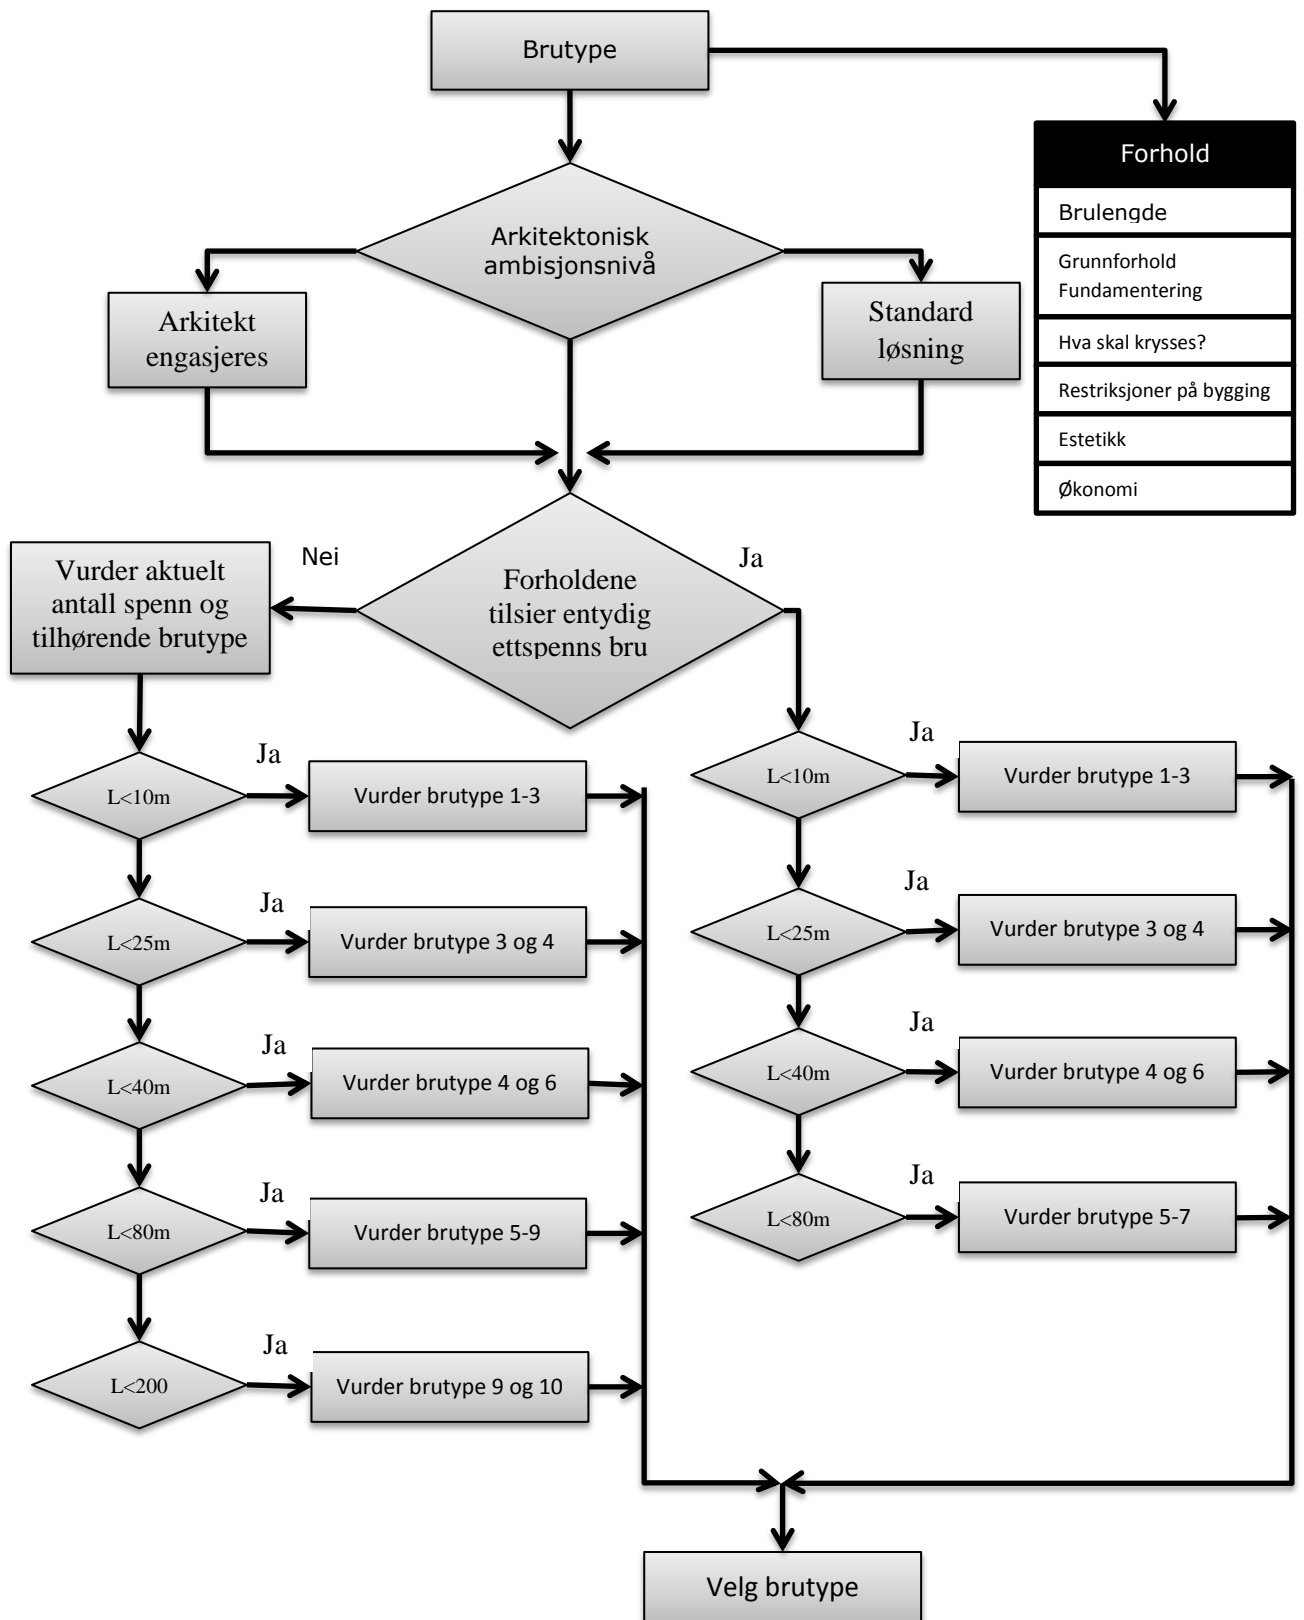 Brutype
Forhold
Brulengde
Grunnforhold
Fundamentering
Hva skal krysses?
Restriksjoner på bygging
Estetikk
Økonomi
Arkitektonisk
ambisjonsnivå
Arkitekt
engasjeres
Standard
løsning
Nei
Ja
Vurder aktuelt
antall spenn og
tilhørende brutype
Forholdene
tilsier entydig
ettspenns bru
L<10m
Ja
Vurder brutype 1-3
L<25m
Ja
Vurder brutype 3 og 4
L<40m
Ja
Vurder brutype 4 og 6
L<80m
Ja
Vurder brutype 5-9
L<200
Ja
Vurder brutype 9 og 10
L<10m
Ja
Vurder brutype 1-3
L<25m
Ja
Vurder brutype 3 og 4
L<40m
Ja
Vurder brutype 4 og 6
L<80m
Ja
Vurder brutype 5-7
Velg brutype